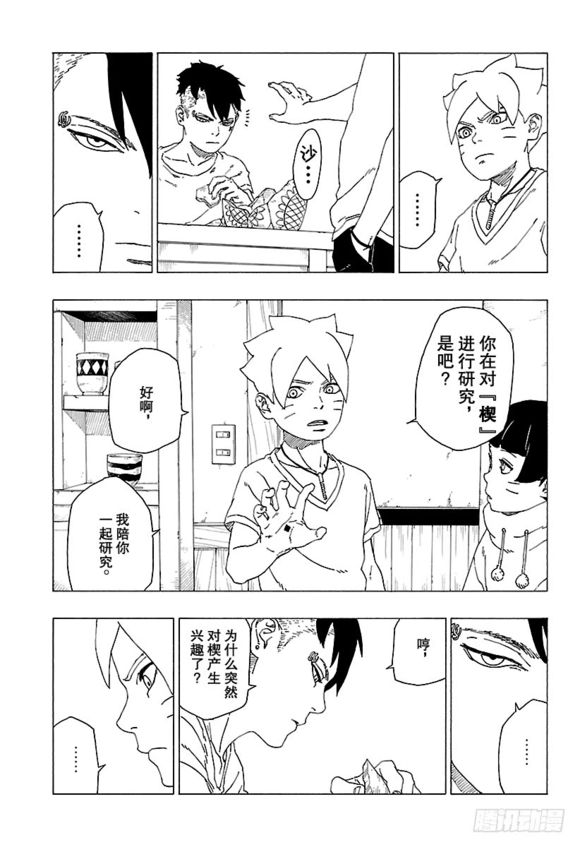 ……
沙…
……
你在对『楔』
进行研究，
是吧？
好啊，
我陪你
一起研究。
……
哼，
为什么突然
对楔产生
兴趣了？
……
腾讯动漫